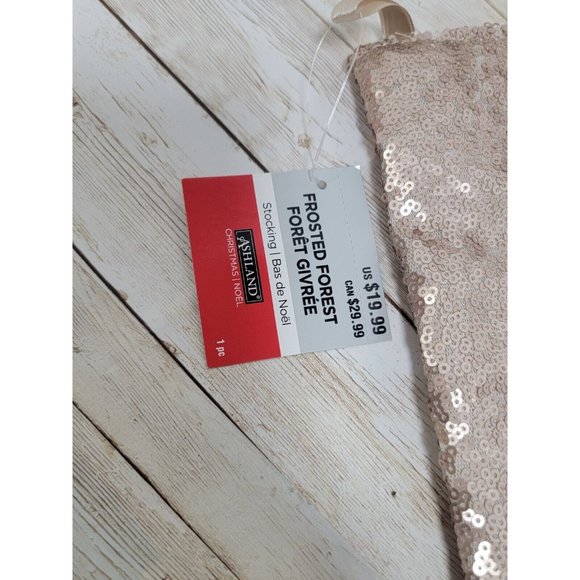 US $19.99
CAN $29.99
FROSTED FOREST
FORÊT GIVRÉE
Stocking | Bas de Noël
ASHLAND®
CHRISTMAS | NOËL
1 pc